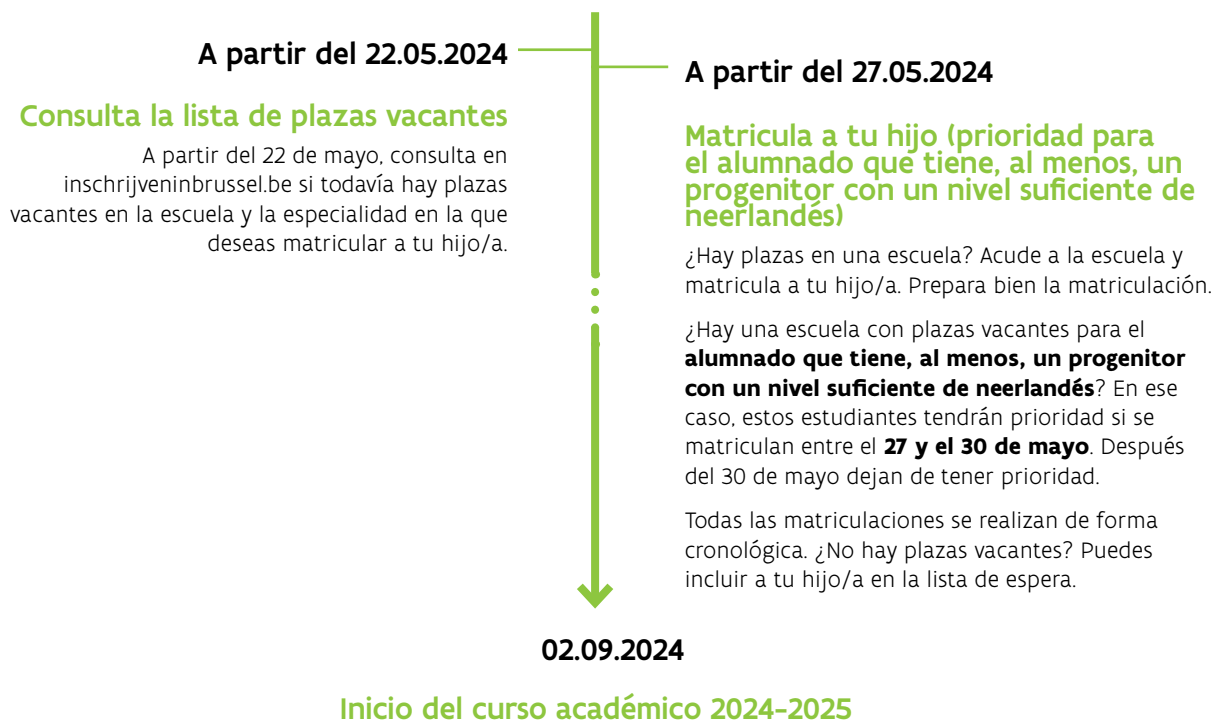 A partir del 22.05.2024
Consulta la lista de plazas vacantes
A partir del 22 de mayo, consulta en
inschrijveninbrussel.be si todavía hay plazas
vacantes en la escuela y la especialidad en la que
deseas matricular a tu hijo/a.
A partir del 27.05.2024
Matricula a tu hijo (prioridad para
el alumnado que tiene, al menos, un
progenitor con un nivel suficiente de
neerlandés)
¿Hay plazas en una escuela? Acude a la escuela y
matricula a tu hijo/a. Prepara bien la matriculación.
¿Hay una escuela con plazas vacantes para el
alumnado que tiene, al menos, un progenitor
con un nivel suficiente de neerlandés? En ese
caso, estos estudiantes tendrán prioridad si se
matriculan entre el 27 y el 30 de mayo. Después
del 30 de mayo dejan de tener prioridad.
Todas las matriculaciones se realizan de forma
cronológica. ¿No hay plazas vacantes? Puedes
incluir a tu hijo/a en la lista de espera.
02.09.2024
Inicio del curso académico 2024-2025